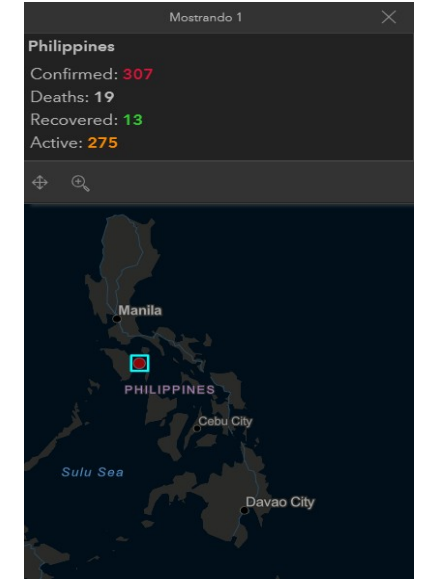 Mostrando 1
Philippines
Confirmed: 307
Deaths: 19
Recovered: 13
Active: 275
Manila
PHILIPPINES
Cebu City
Sulu Sea
Davao City